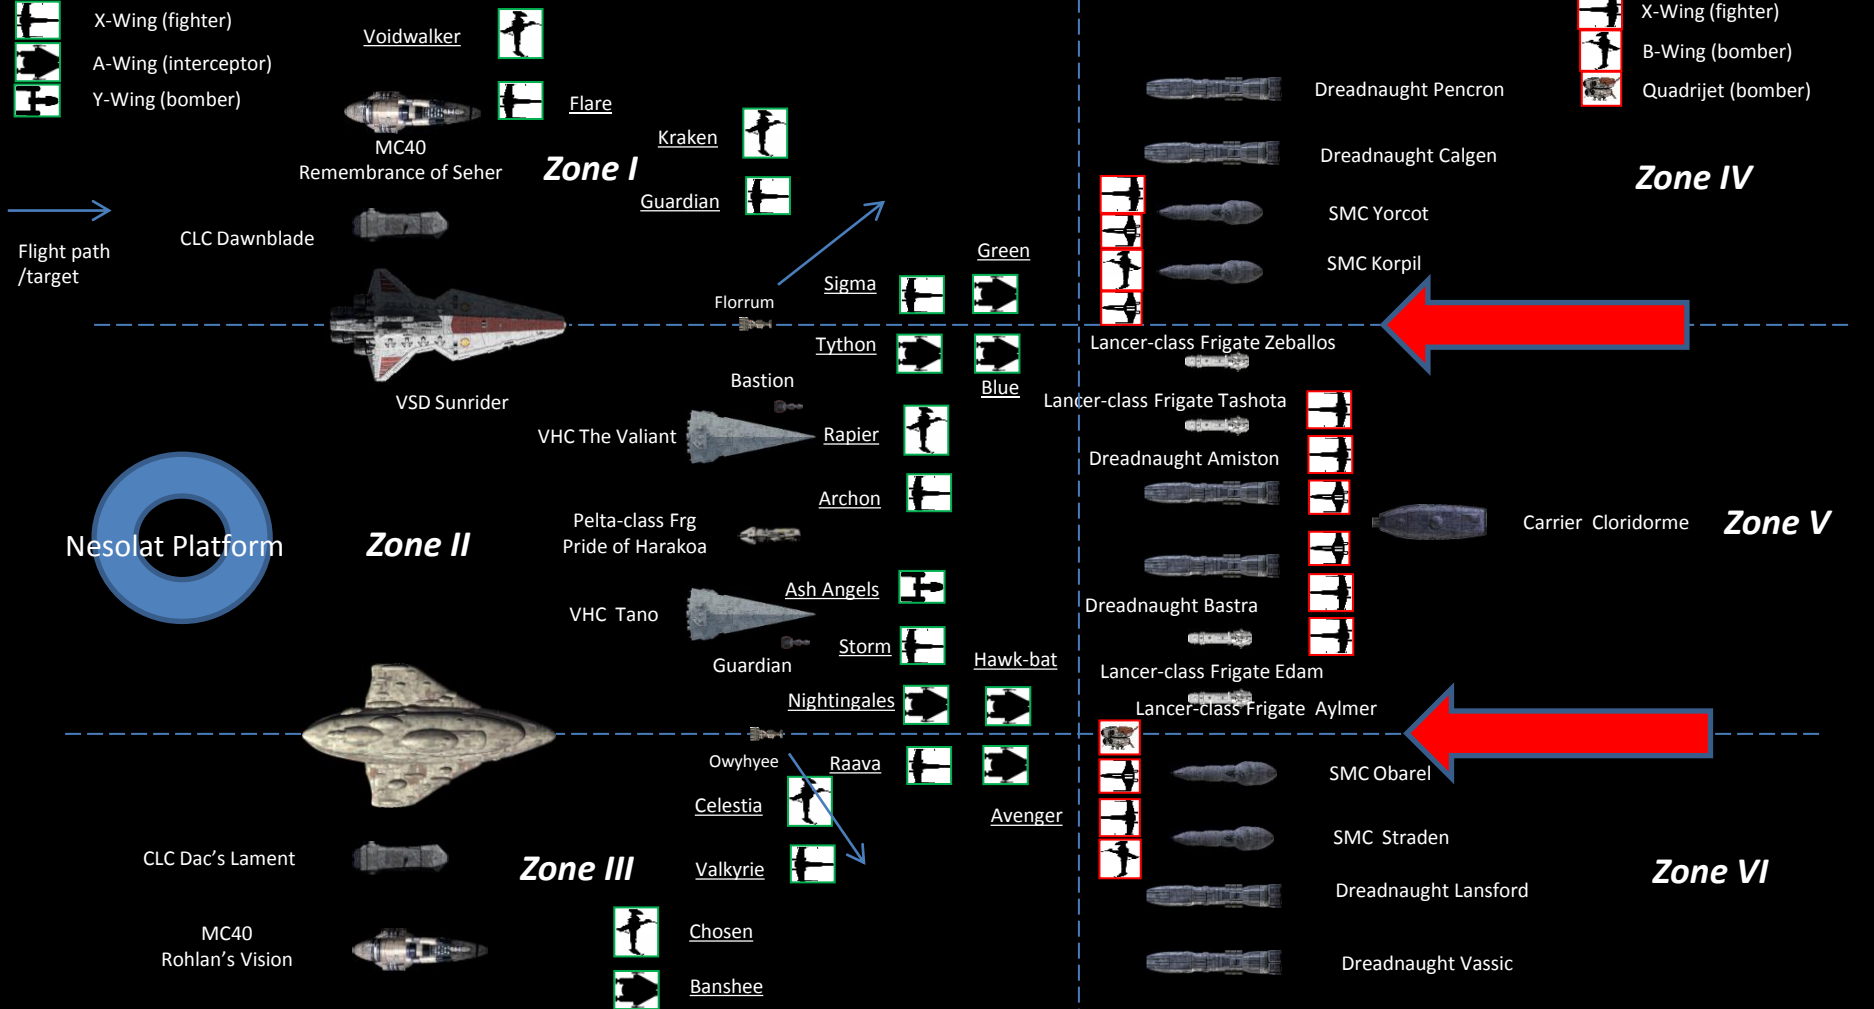 X-Wing (fighter)
A-Wing (interceptor)
Y-Wing (bomber)
Voidwalker
Flare
MC40
Remembrance of Seher
Zone I
Kraken
Guardian
CLC Dawnblade
Flight path
/target
Florrum
Sigma
Green
Tython
Blue
VSD Sunrider
Bastion
VHC The Valiant
Rapier
Archon
Nesolat Platform
Zone II
Pelta-class Frg
Pride of Harakoa
Ash Angels
VHC Tano
Storm
Guardian
Hawk-bat
Nightingales
Owyhyee
Raava
Celestia
Avenger
Valkyrie
CLC Dac's Lament
Zone III
MC40
Rohlan's Vision
Chosen
Banshee
X-Wing (fighter)
B-Wing (bomber)
Quadrijet (bomber)
Dreadnaught Pencron
Dreadnaught Calgen
Zone IV
SMC Yorcot
SMC Korpil
Lancer-class Frigate Zeballos
Lancer-class Frigate Tashota
Dreadnaught Amiston
Carrier Cloridorme
Zone V
Dreadnaught Bastra
Lancer-class Frigate Edam
Lancer-class Frigate Aylmer
SMC Obarel
SMC Straden
Zone VI
Dreadnaught Lansford
Dreadnaught Vassic